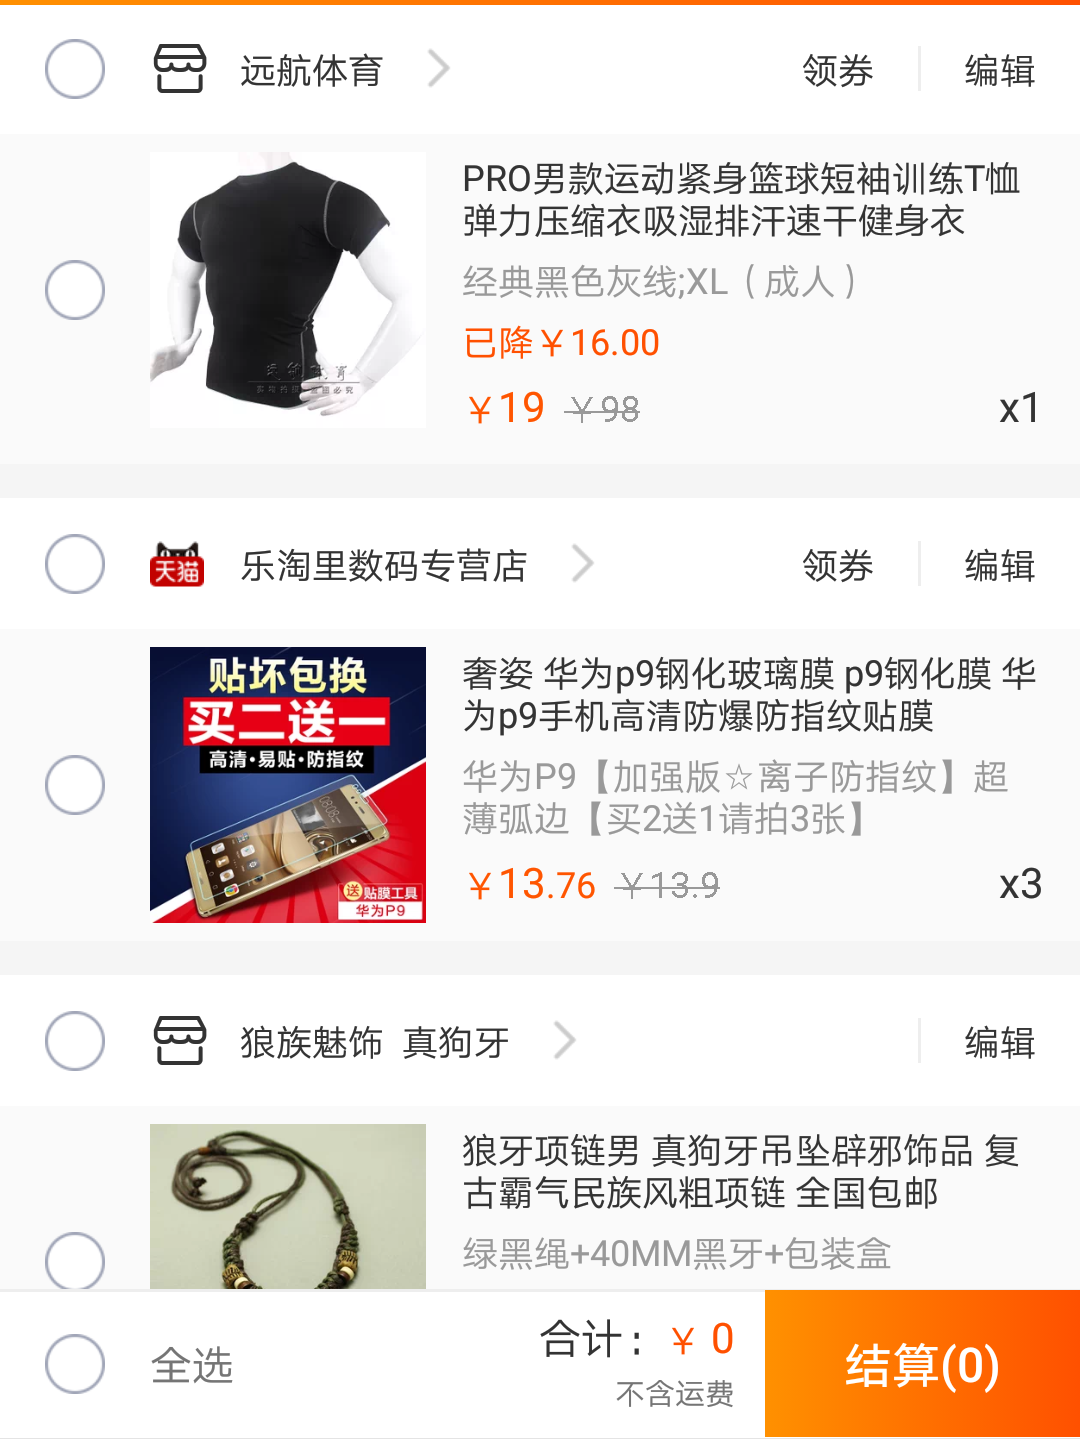 远航体育
领券
编辑
PRO男款运动紧身篮球短袖训练T恤
弹力压缩衣吸湿排汗速干健身衣
经典黑色灰线;XL（成人）
已降￥16.00
￥19 ￥98
x1
天猫
乐淘里数码专营店
领券
编辑
贴坏包换
买二送一
高清·易贴·防指纹
送贴膜工具
华为P9
奢姿 华为p9钢化玻璃膜 p9钢化膜 华
为p9手机高清防爆防指纹贴膜
华为P9【加强版☆离子防指纹】超
薄弧边【买2送1请拍3张】
￥13.76 ￥13.9
x3
狼族魅饰 真狗牙
编辑
狼牙项链男 真狗牙吊坠辟邪饰品 复
古霸气民族风粗项链 全国包邮
绿黑绳+40MM黑牙+包装盒
全选
合计：￥0
不含运费
结算(0)